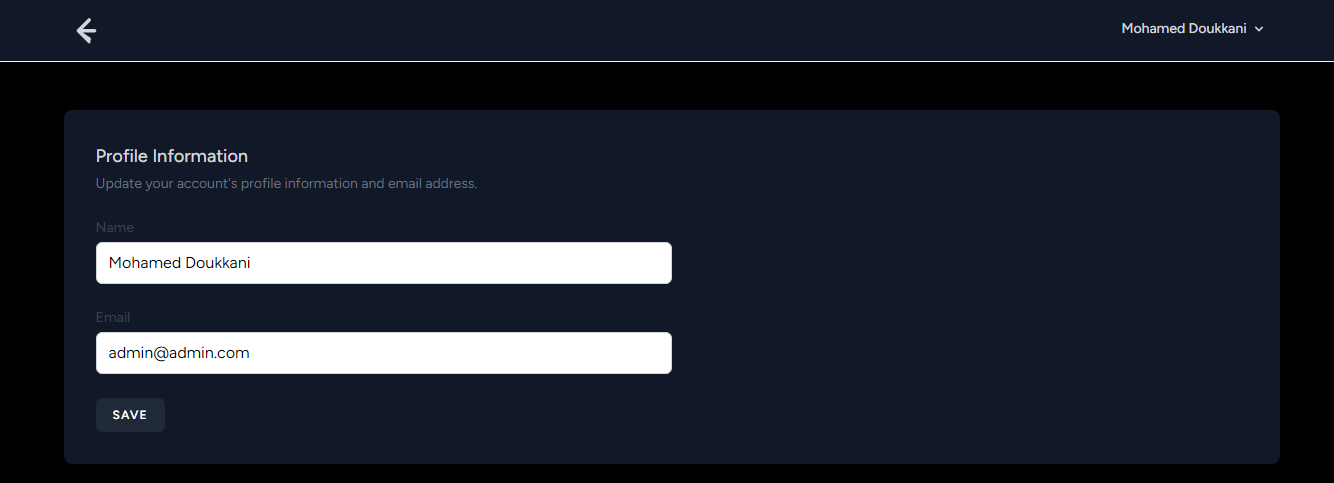 Mohamed Doukkani
Profile Information
Update your account's profile information and email address.
Name
Mohamed Doukkani
Email
admin@admin.com
SAVE